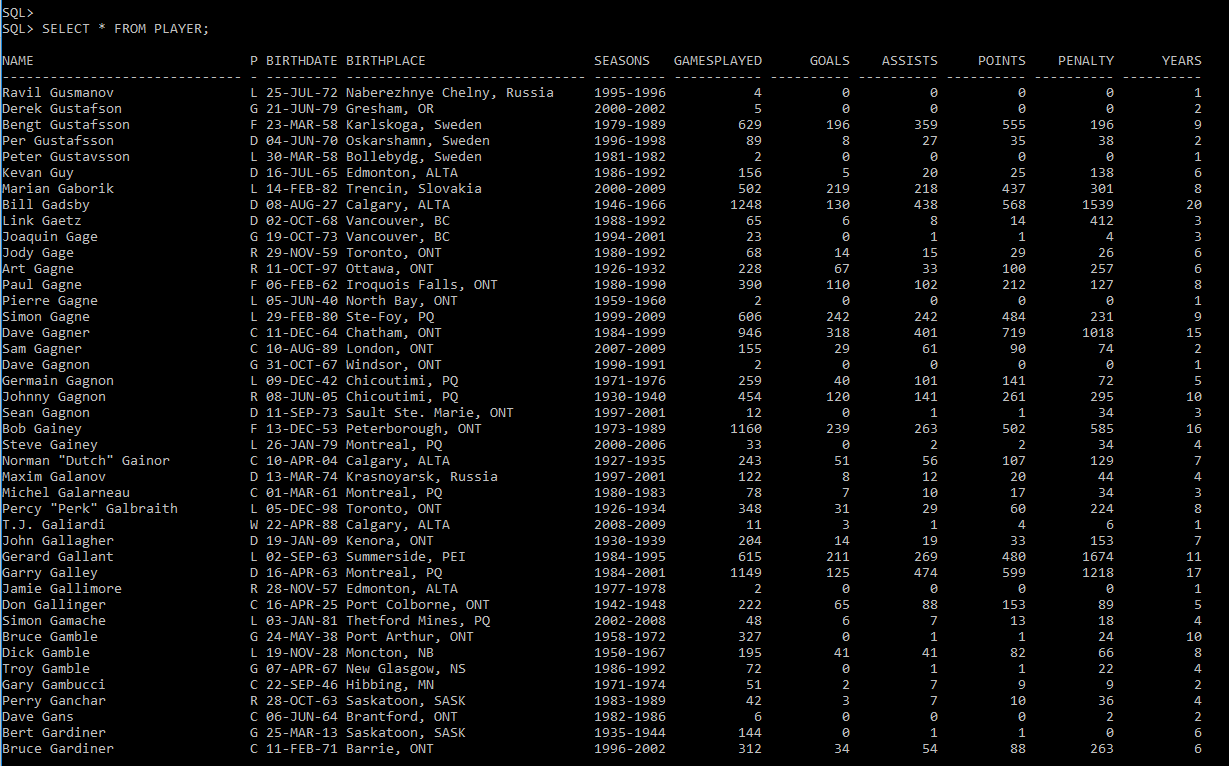 SQL>
SQL> SELECT * FROM PLAYER;
NAME P BIRTHDATE BIRTHPLACE SEASONS GAMESPLAYED GOALS ASSISTS POINTS PENALTY YEARS
------------------------------ - --------- ------------------------------ --------- ----------- ---------- ---------- ---------- ---------- ----------
Ravil Gusmanov L 25-JUL-72 Naberezhnye Chelny, Russia 1995-1996 4 0 0 0 0 1
Derek Gustafson G 21-JUN-79 Gresham, OR 2000-2002 5 0 0 0 0 2
Bengt Gustafsson F 23-MAR-58 Karlskoga, Sweden 1979-1989 629 196 359 555 196 9
Per Gustafsson D 04-JUN-70 Oskarshamn, Sweden 1996-1998 89 8 27 35 38 2
Peter Gustavsson L 30-MAR-58 Bollebydg, Sweden 1981-1982 2 0 0 0 0 1
Kevan Guy D 16-JUL-65 Edmonton, ALTA 1986-1992 156 5 20 25 138 6
Marian Gaborik L 14-FEB-82 Trencin, Slovakia 2000-2009 502 219 218 437 301 8
Bill Gadsby D 08-AUG-27 Calgary, ALTA 1946-1966 1248 130 438 568 1539 20
Link Gaetz D 02-OCT-68 Vancouver, BC 1988-1992 65 6 8 14 412 3
Joaquin Gage G 19-OCT-73 Vancouver, BC 1994-2001 23 0 1 1 4 3
Jody Gage R 29-NOV-59 Toronto, ONT 1980-1992 68 14 15 29 26 6
Art Gagne R 11-OCT-97 Ottawa, ONT 1926-1932 228 67 33 100 257 6
Paul Gagne F 06-FEB-62 Iroquois Falls, ONT 1980-1990 390 110 102 212 127 8
Pierre Gagne L 05-JUN-40 North Bay, ONT 1959-1960 2 0 0 0 0 1
Simon Gagne L 29-FEB-80 Ste-Foy, PQ 1999-2009 606 242 242 484 231 9
Dave Gagner C 11-DEC-64 Chatham, ONT 1984-1999 946 318 401 719 1018 15
Sam Gagner C 10-AUG-89 London, ONT 2007-2009 155 29 61 90 74 2
Dave Gagnon G 31-OCT-67 Windsor, ONT 1990-1991 2 0 0 0 0 1
Germain Gagnon L 09-DEC-42 Chicoutimi, PQ 1971-1976 259 40 101 141 72 5
Johnny Gagnon R 08-JUN-05 Chicoutimi, PQ 1930-1940 454 120 141 261 295 10
Sean Gagnon D 11-SEP-73 Sault Ste. Marie, ONT 1997-2001 12 0 1 1 34 3
Bob Gainey F 13-DEC-53 Peterborough, ONT 1973-1989 1160 239 263 502 585 16
Steve Gainey L 26-JAN-79 Montreal, PQ 2000-2006 33 0 2 2 34 4
Norman "Dutch" Gainor C 10-APR-04 Calgary, ALTA 1927-1935 243 51 56 107 129 7
Maxim Galanov D 13-MAR-74 Krasnoyarsk, Russia 1997-2001 122 8 12 20 44 4
Michel Galarneau C 01-MAR-61 Montreal, PQ 1980-1983 78 7 10 17 34 3
Percy "Perk" Galbraith L 05-DEC-98 Toronto, ONT 1926-1934 348 31 29 60 224 8
T.J. Galiardi W 22-APR-88 Calgary, ALTA 2008-2009 11 3 1 4 6 1
John Gallagher D 19-JAN-09 Kenora, ONT 1930-1939 204 14 19 33 153 7
Gerard Gallant L 02-SEP-63 Summerside, PEI 1984-1995 615 211 269 480 1674 11
Garry Galley D 16-APR-63 Montreal, PQ 1984-2001 1149 125 474 599 1218 17
Jamie Gallimore R 28-NOV-57 Edmonton, ALTA 1977-1978 2 0 0 0 0 1
Don Gallinger C 16-APR-25 Port Colborne, ONT 1942-1948 222 65 88 153 89 5
Simon Gamache L 03-JAN-81 Thetford Mines, PQ 2002-2008 48 6 7 13 18 4
Bruce Gamble G 24-MAY-38 Port Arthur, ONT 1958-1972 327 0 1 1 24 10
Dick Gamble L 19-NOV-28 Moncton, NB 1950-1967 195 41 41 82 66 8
Troy Gamble G 07-APR-67 New Glasgow, NS 1986-1992 72 0 1 1 22 4
Gary Gambucci C 22-SEP-46 Hibbing, MN 1971-1974 51 2 7 9 9 2
Perry Ganchar R 28-OCT-63 Saskatoon, SASK 1983-1989 42 3 7 10 36 4
Dave Gans C 06-JUN-64 Brantford, ONT 1982-1986 6 0 0 0 2 2
Bert Gardiner G 25-MAR-13 Saskatoon, SASK 1935-1944 144 0 1 1 0 6
Bruce Gardiner C 11-FEB-71 Barrie, ONT 1996-2002 312 34 54 88 263 6